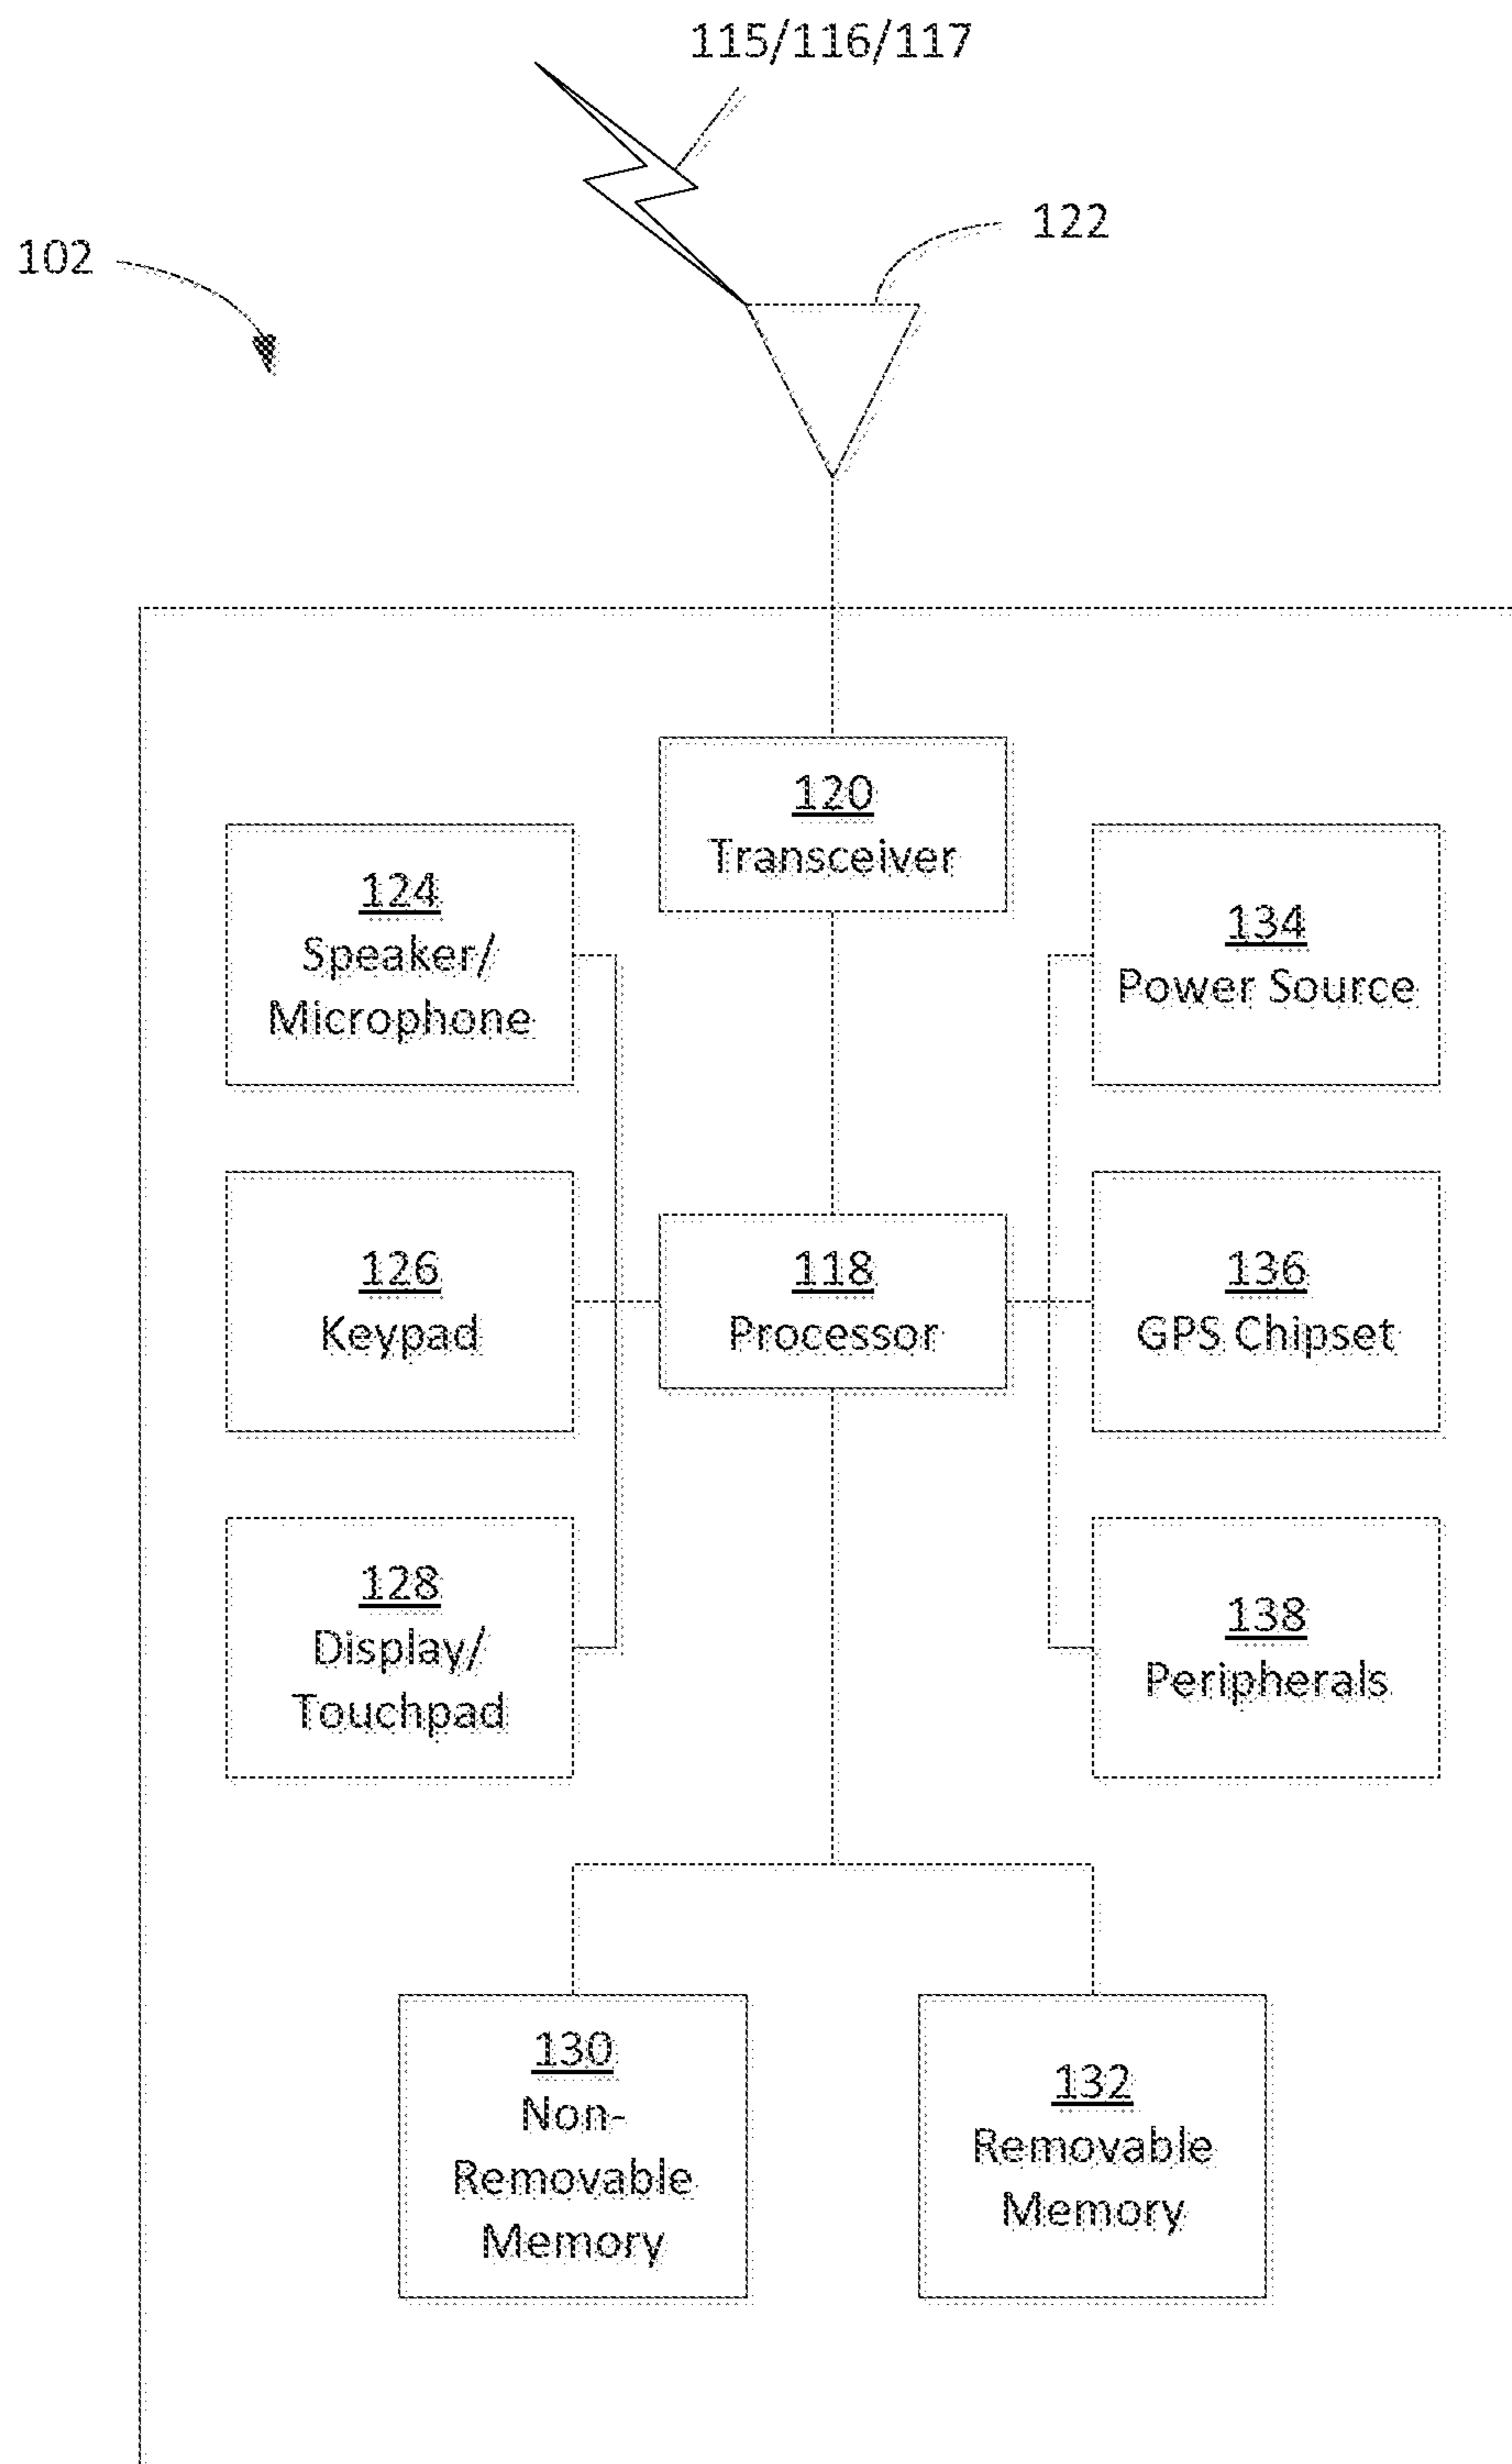 115/116/117
122
102
120
Transceiver
124
Speaker/
Microphone
134
Power Source
126
Keypad
118
Processor
136
GPS Chipset
128
Display/
Touchpad
138
Peripherals
130
Non-
Removable
Memory
132
Removable
Memory